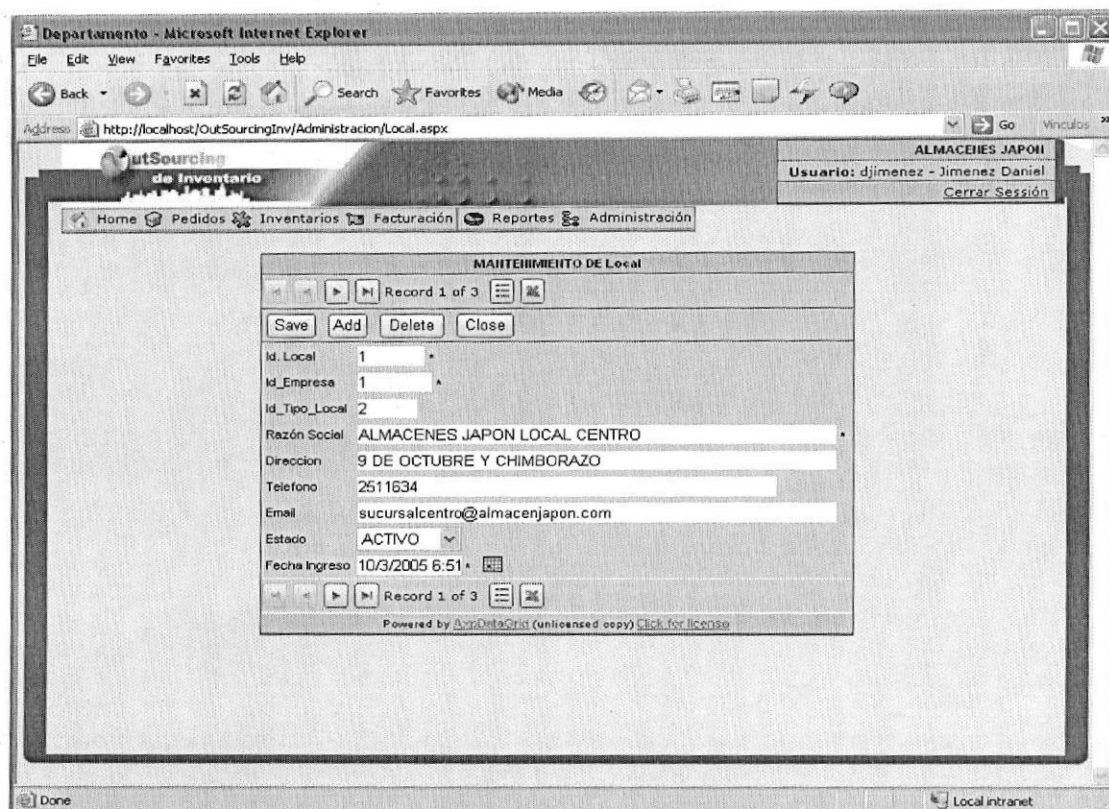 Departamento - Microsoft Internet Explorer
File Edit View Favorites Tools Help
Back Search Favorites Media
Address http://localhost/OutSourcingInv/Administracion/Local.aspx Go Vinculos
OutSourcing
de Inventario
ALMACENES JAPON
Usuario: djimenez - Jimenez Daniel
Cerrar Sessión
Home Pedidos Inventarios Facturación Reportes Administración
MANTENIMIENTO DE Local
Record 1 of 3
Save Add Delete Close
Id. Local 1 *
Id_Empresa 1 *
Id_Tipo_Local 2
Razón Social ALMACENES JAPON LOCAL CENTRO *
Direccion 9 DE OCTUBRE Y CHIMBORAZO
Telefono 2511634
Email sucursalcentro@almacenjapon.com
Estado ACTIVO
Fecha Ingreso 10/3/2005 6:51 *
Record 1 of 3
Powered by AxpDataGrid (unlicensed copy) Click for license
Done Local intranet